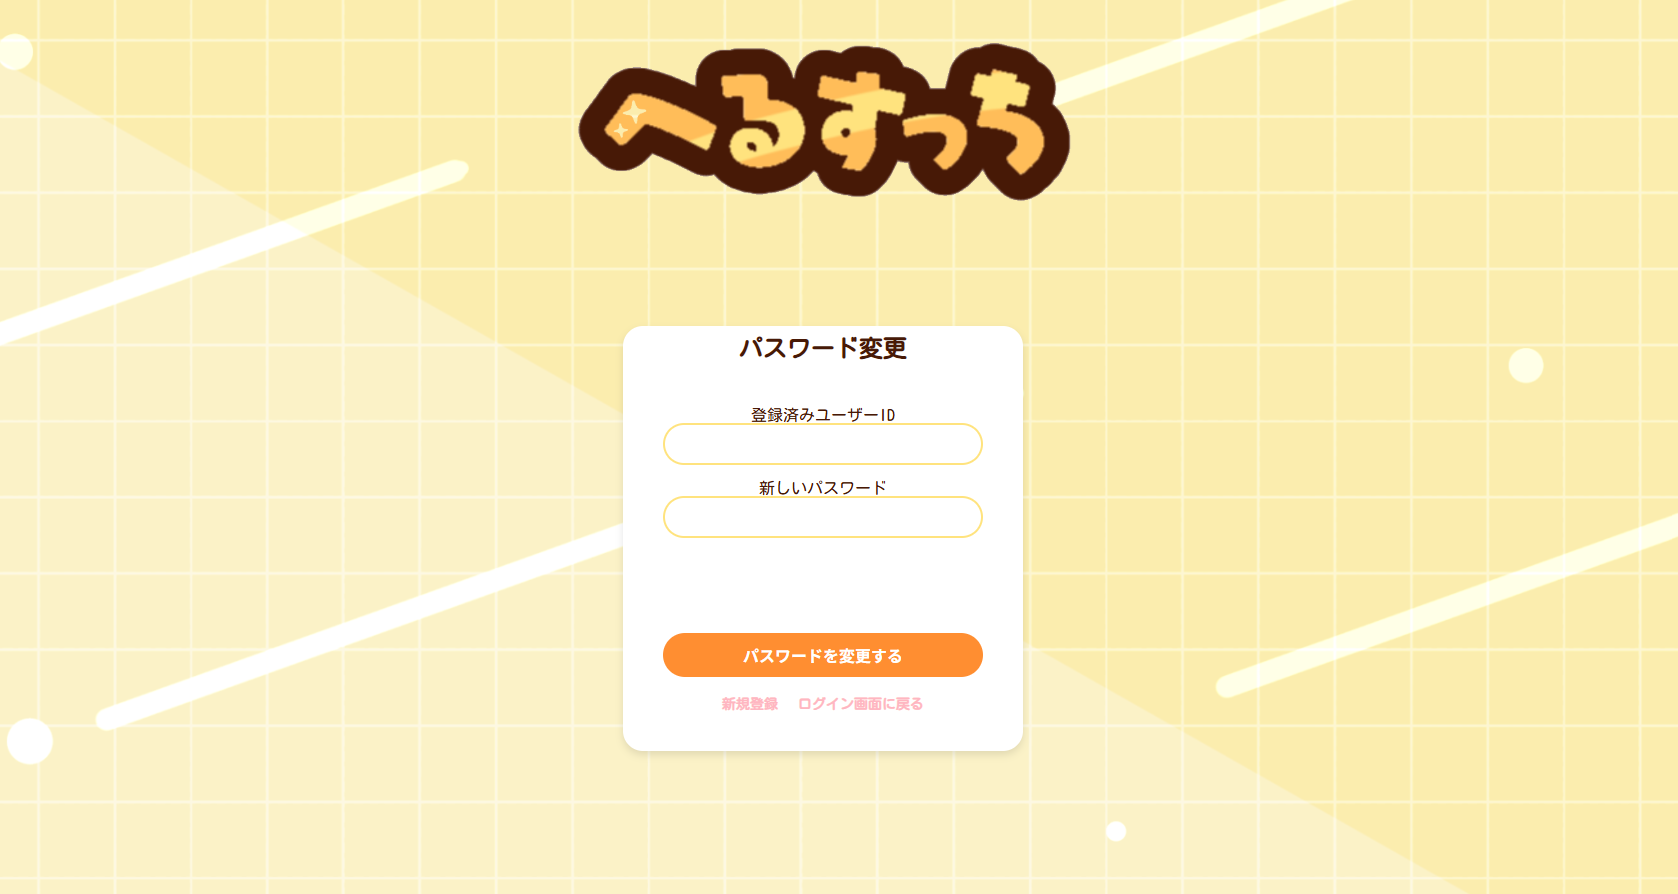 へるすっち
パスワード変更
登録済みユーザーID
新しいパスワード
パスワードを変更する
新規登録 ログイン画面に戻る